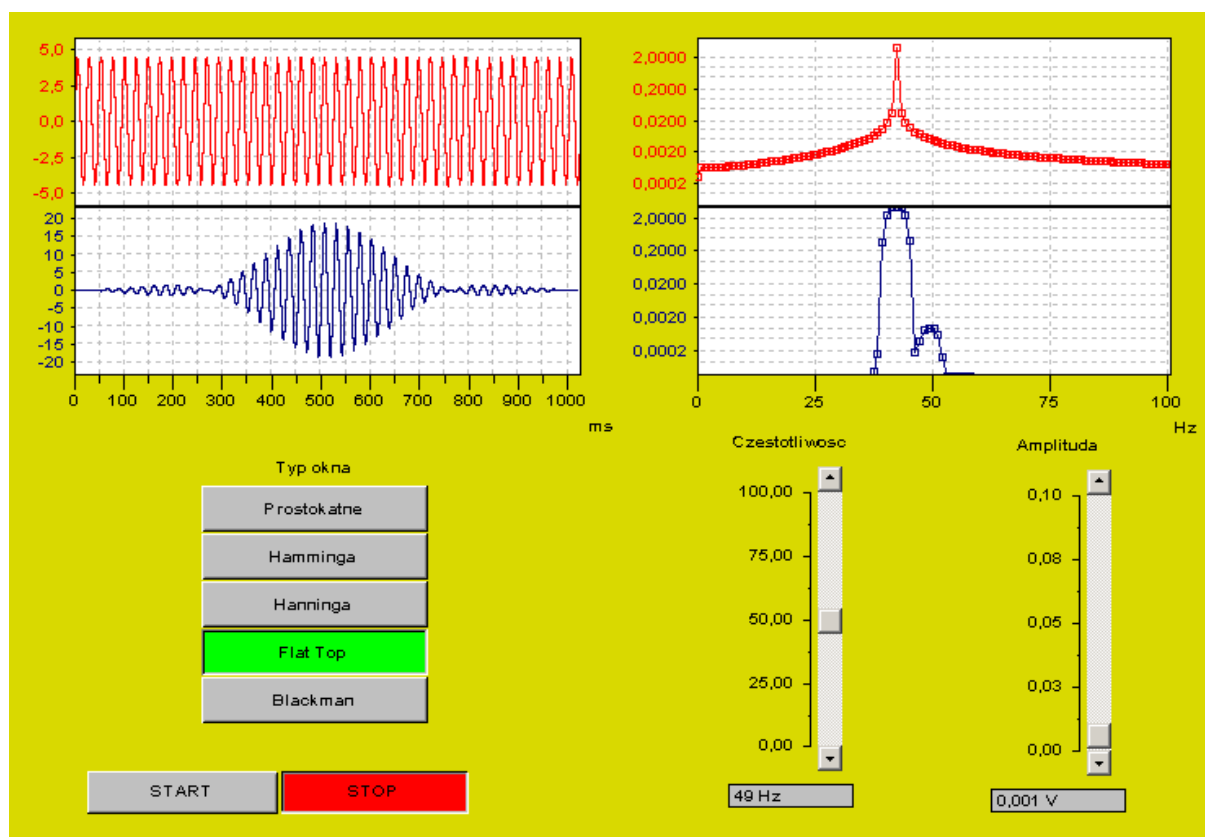 5,0
2,5
0,0
-2,5
-5,0
20
15
10
5
0
-5
-10
-15
-20
0 100 200 300 400 500 600 700 800 900 1000
ms
2,0000
0,2000
0,0200
0,0020
0,0002
2,0000
0,2000
0,0200
0,0020
0,0002
0 25 50 75 100
Hz
Typ okna
Prostokatne
Hamminga
Hanninga
Flat Top
Blackman
START STOP
Czestotliwosc
100,00
75,00
50,00
25,00
0,00
49 Hz
Amplituda
0,10
0,08
0,05
0,03
0,00
0,001 V